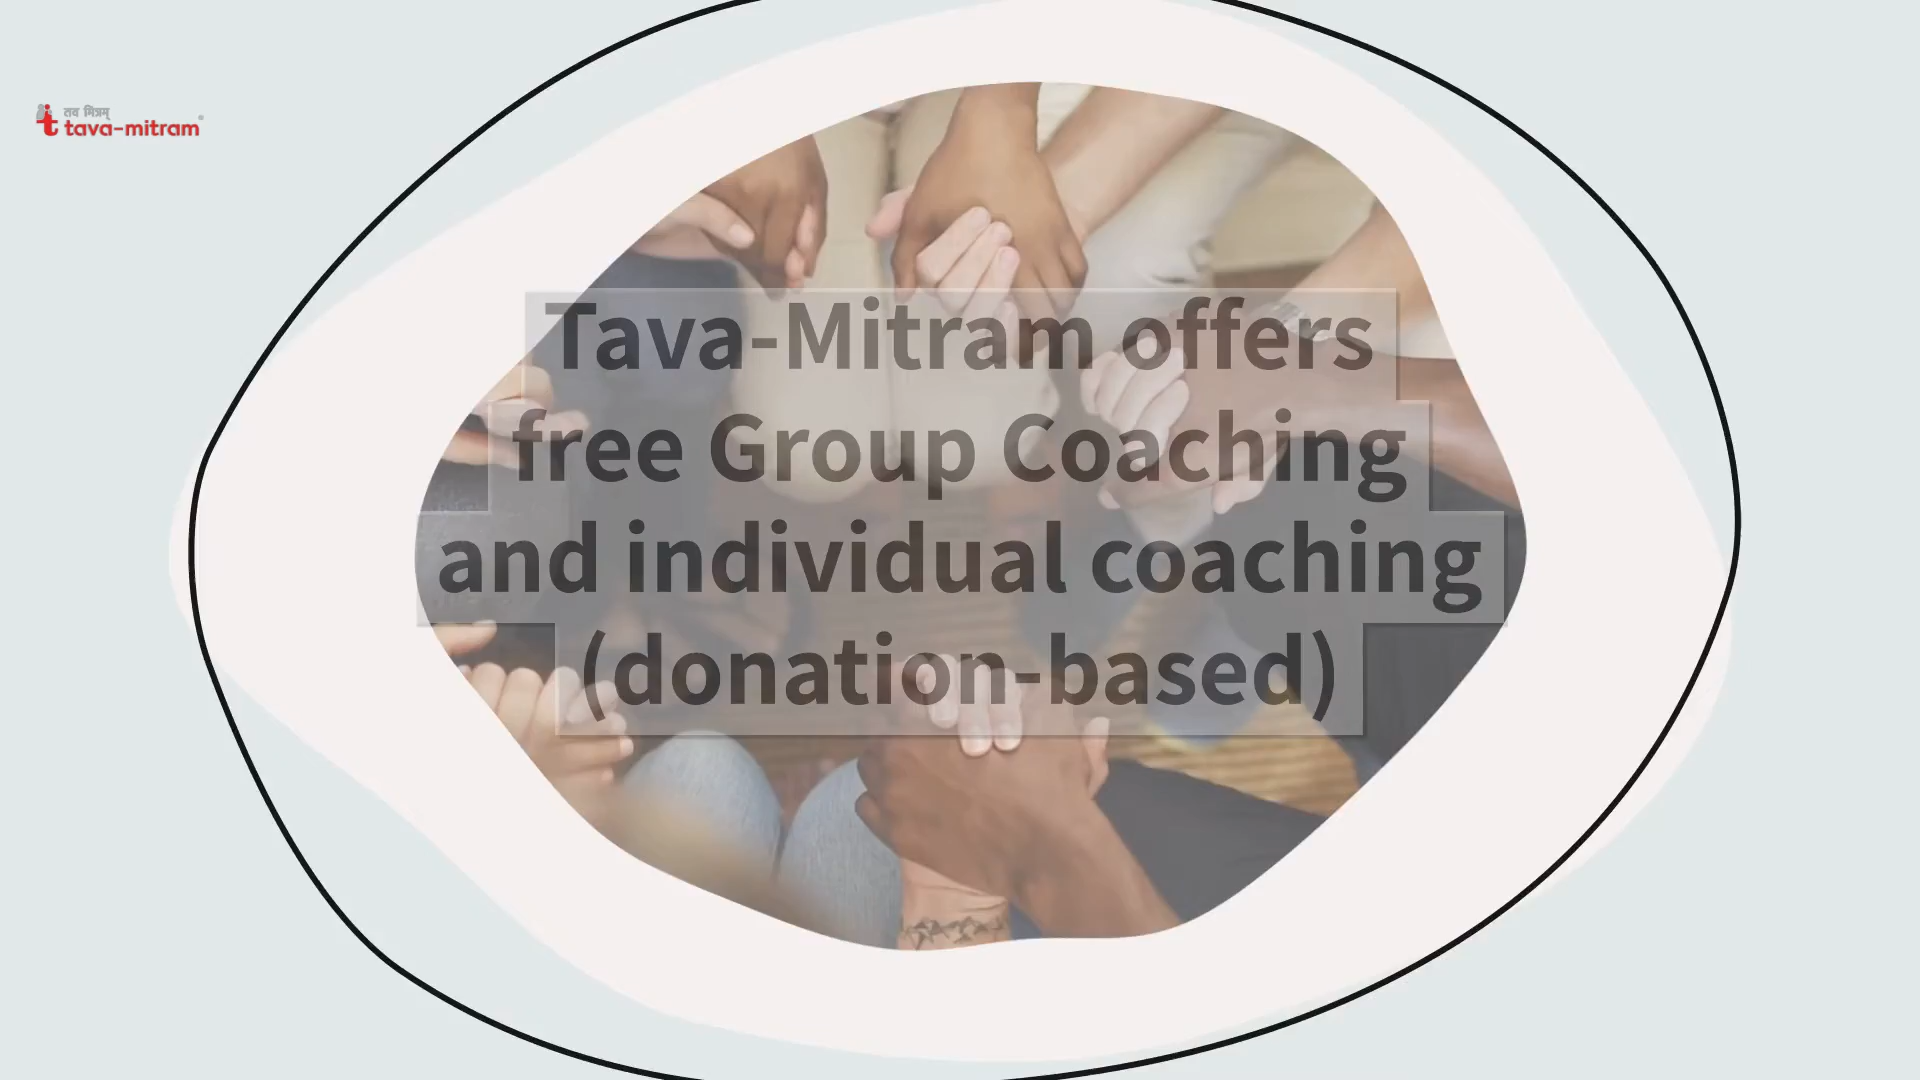 तव मित्रम्
tava-mitram
Tava-Mitram offers
free Group Coaching
and individual coaching
(donation-based)